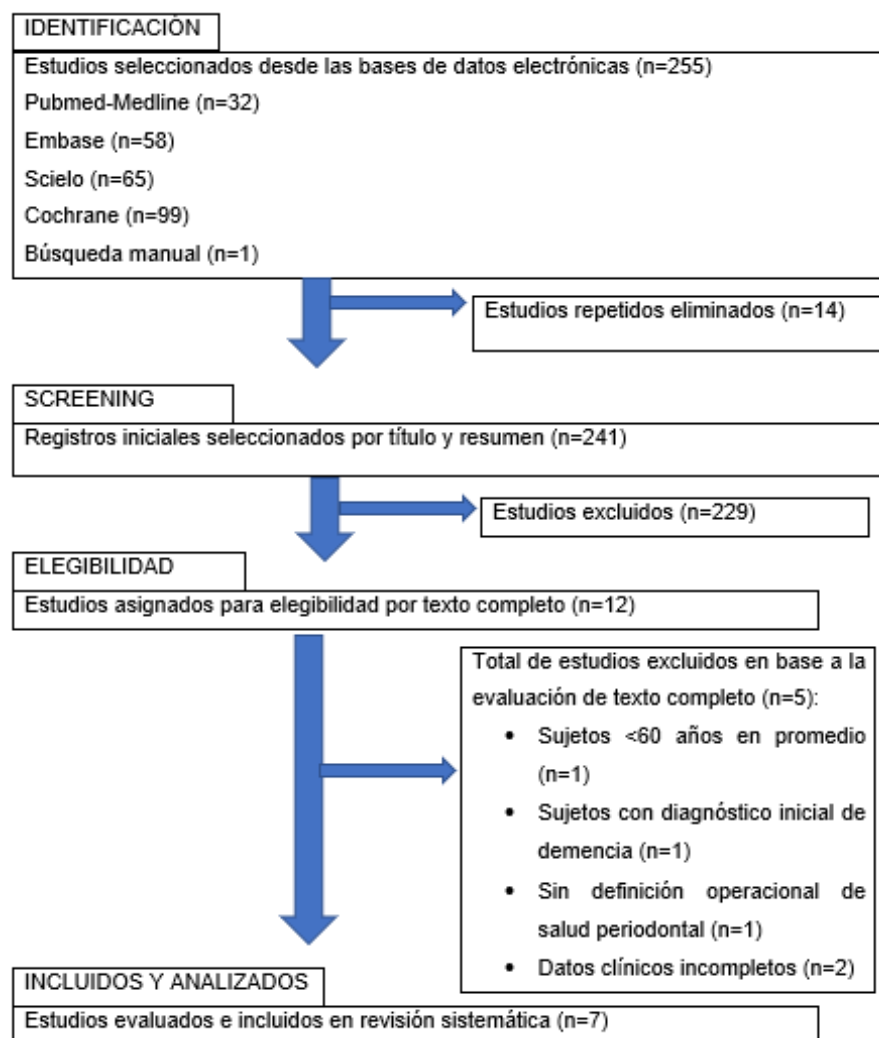 IDENTIFICACIÓN
Estudios seleccionados desde las bases de datos electrónicas (n=255)
Pubmed-Medline (n=32)
Embase (n=58)
Scielo (n=65)
Cochrane (n=99)
Búsqueda manual (n=1)
Estudios repetidos eliminados (n=14)
SCREENING
Registros iniciales seleccionados por título y resumen (n=241)
Estudios excluidos (n=229)
ELEGIBILIDAD
Estudios asignados para elegibilidad por texto completo (n=12)
Total de estudios excluidos en base a la
evaluación de texto completo (n=5):
• Sujetos <60 años en promedio
(n=1)
• Sujetos con diagnóstico inicial de
demencia (n=1)
• Sin definición operacional de
salud periodontal (n=1)
• Datos clínicos incompletos (n=2)
INCLUIDOS Y ANALIZADOS
Estudios evaluados e incluidos en revisión sistemática (n=7)